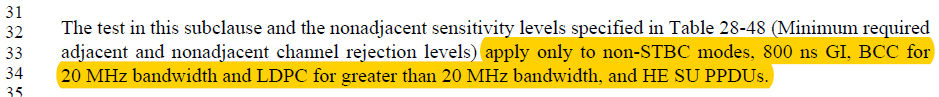 31
32 The test in this subclause and the nonadjacent sensitivity levels specified in Table 28-48 (Minimum required
33 adjacent and nonadjacent channel rejection levels) apply only to non-STBC modes, 800 ns GI, BCC for
34 20 MHz bandwidth and LDPC for greater than 20 MHz bandwidth, and HE SU PPDUs.
35